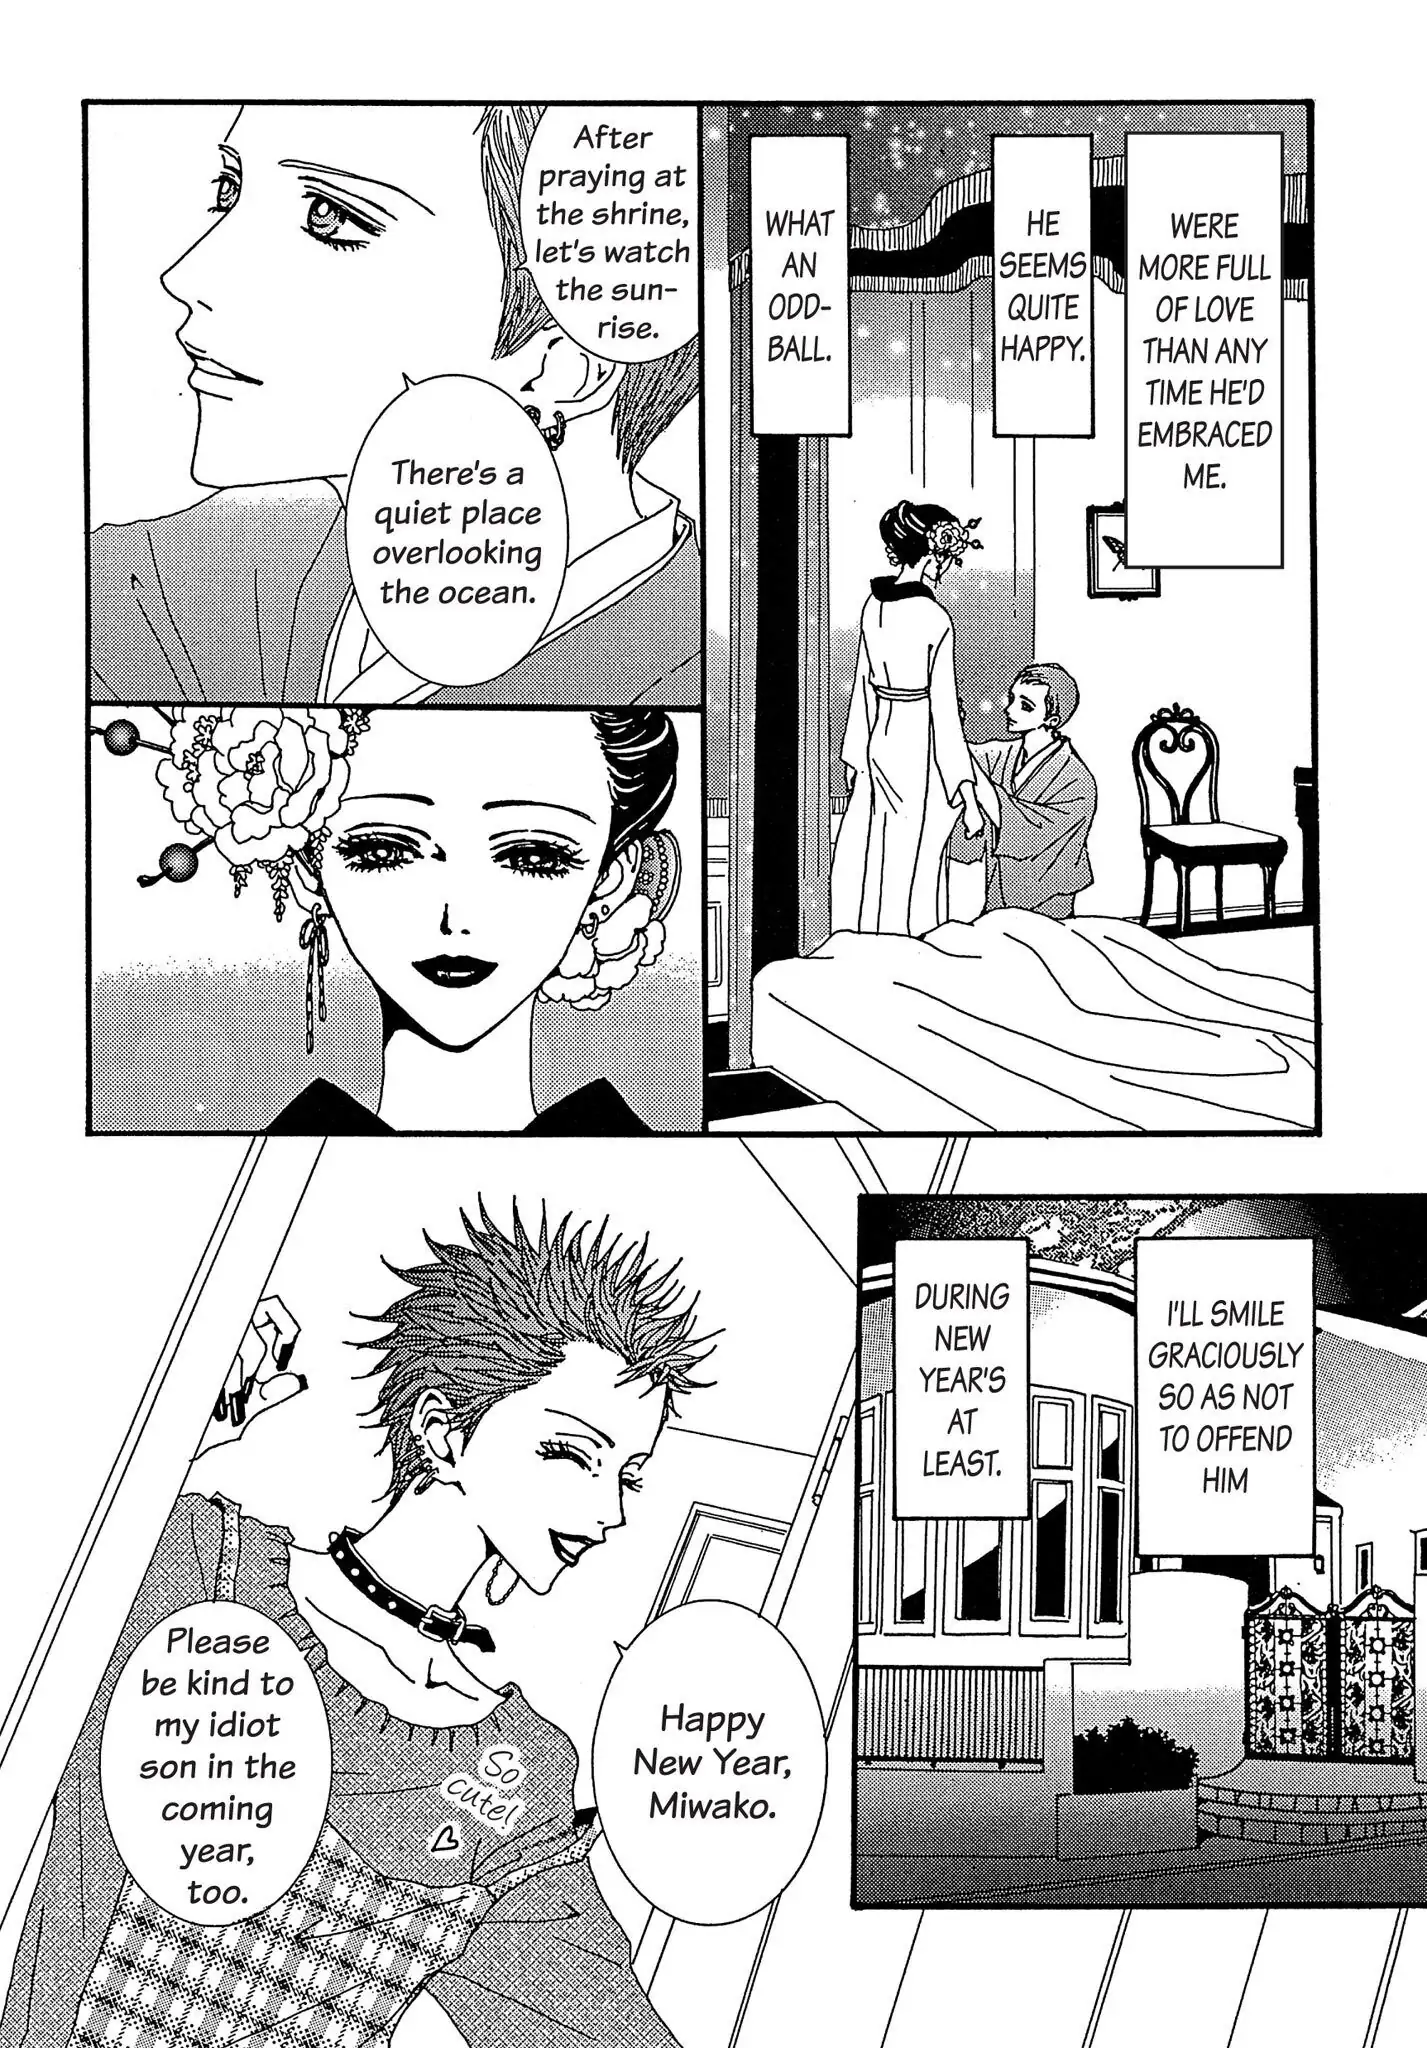 WERE
MORE FULL
OF LOVE
THAN ANY
TIME HE'D
EMBRACED
ME.
HE
SEEMS
QUITE
HAPPY.
WHAT
AN
ODD-
BALL.
After
praying at
the shrine,
let's watch
the sun-
rise.
There's a
quiet place
overlooking
the ocean.
I'LL SMILE
GRACIOUSLY
SO AS NOT
TO OFFEND
HIM
DURING
NEW
YEAR'S
AT
LEAST.
Happy
New Year,
Miwako.
So
cute!
Please
be kind to
my idiot
son in the
coming
year,
too.